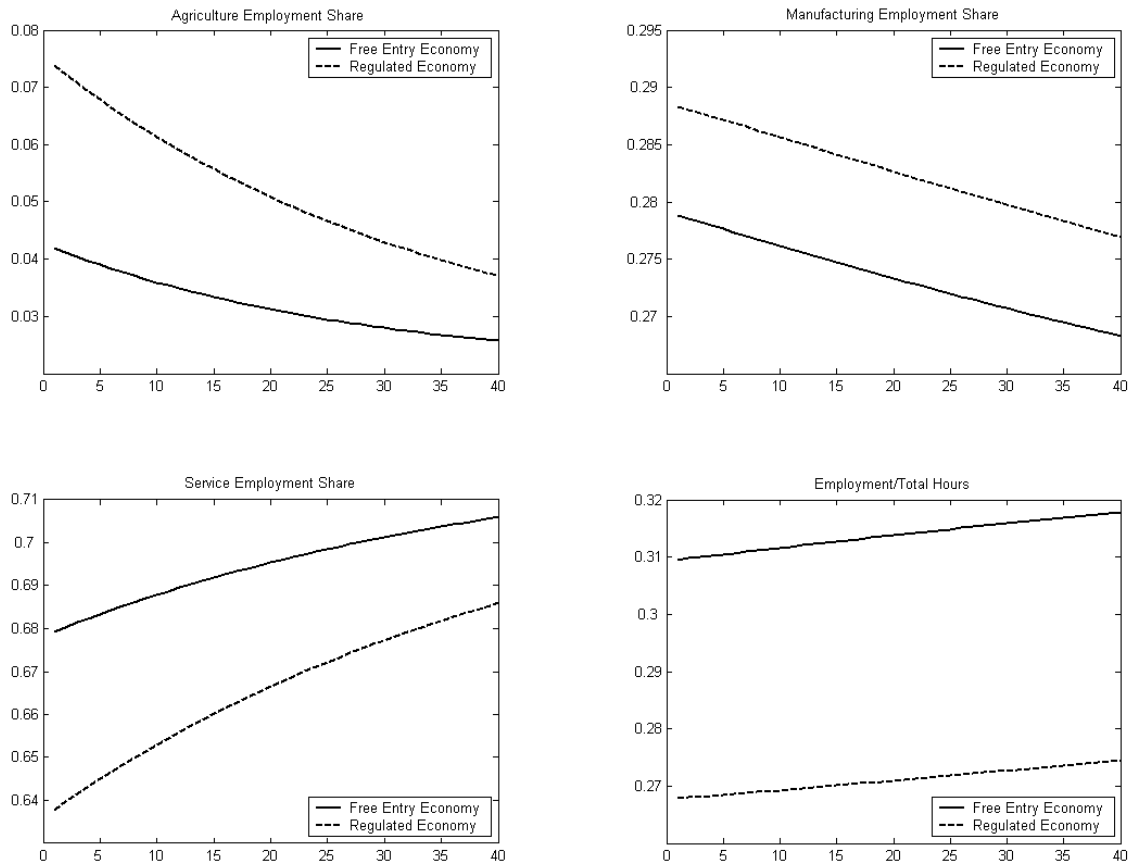 Agriculture Employment Share
0.08
0.07
0.06
0.05
0.04
0.03
0 5 10 15 20 25 30 35 40
Free Entry Economy
Regulated Economy
Manufacturing Employment Share
0.295
0.29
0.285
0.28
0.275
0.27
0 5 10 15 20 25 30 35 40
Free Entry Economy
Regulated Economy
Service Employment Share
0.71
0.7
0.69
0.68
0.67
0.66
0.65
0.64
0 5 10 15 20 25 30 35 40
Free Entry Economy
Regulated Economy
Employment/Total Hours
0.32
0.31
0.3
0.29
0.28
0.27
0 5 10 15 20 25 30 35 40
Free Entry Economy
Regulated Economy